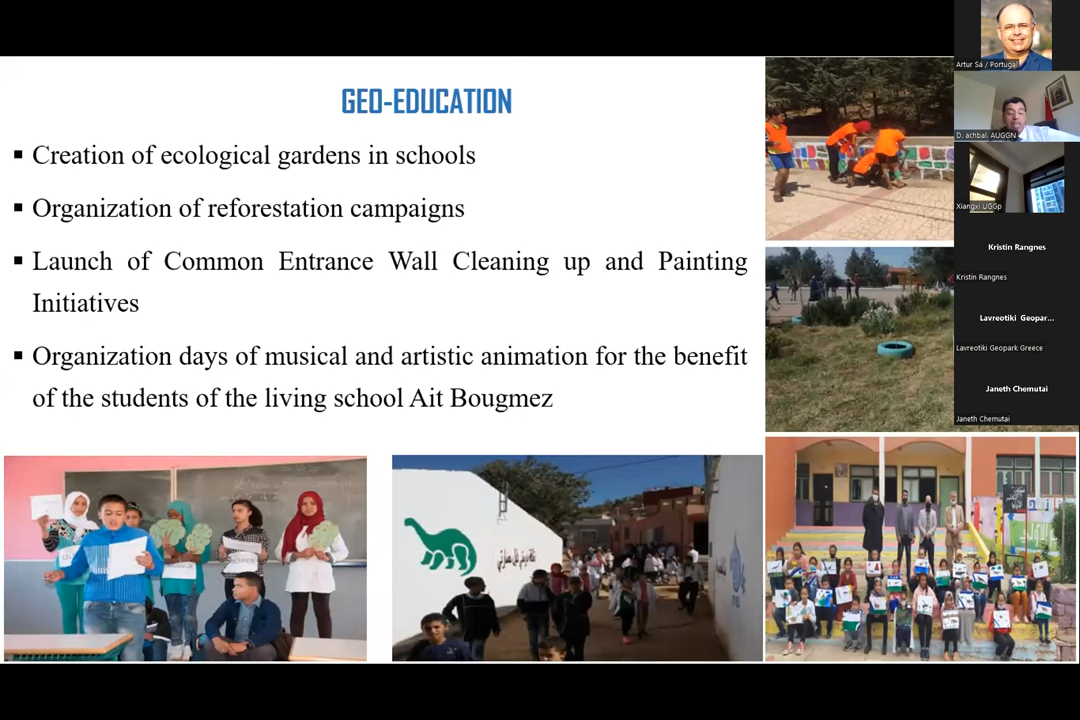 GEO-EDUCATION
▪ Creation of ecological gardens in schools
▪ Organization of reforestation campaigns
▪ Launch of Common Entrance Wall Cleaning up and Painting
Initiatives
▪ Organization days of musical and artistic animation for the benefit
of the students of the living school Ait Bougmez
Artur Sá / Portugal
D. achbal. AUGGN
Xiangxi UGGp
Kristin Rangnes
Kristin Rangnes
Lavreotiki Geopar...
Lavreotiki Geopark Greece
Janeth Chemutai
Janeth Chemutai